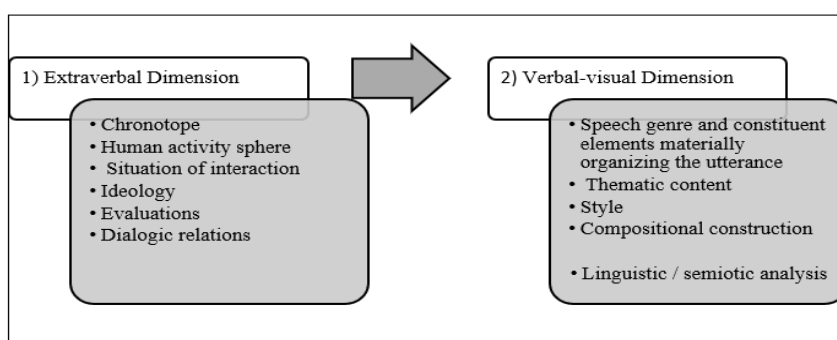 1) Extraverbal Dimension
• Chronotope
• Human activity sphere
• Situation of interaction
• Ideology
• Evaluations
• Dialogic relations
2) Verbal-visual Dimension
• Speech genre and constituent
elements materially
organizing the utterance
• Thematic content
• Style
• Compositional construction
• Linguistic / semiotic analysis